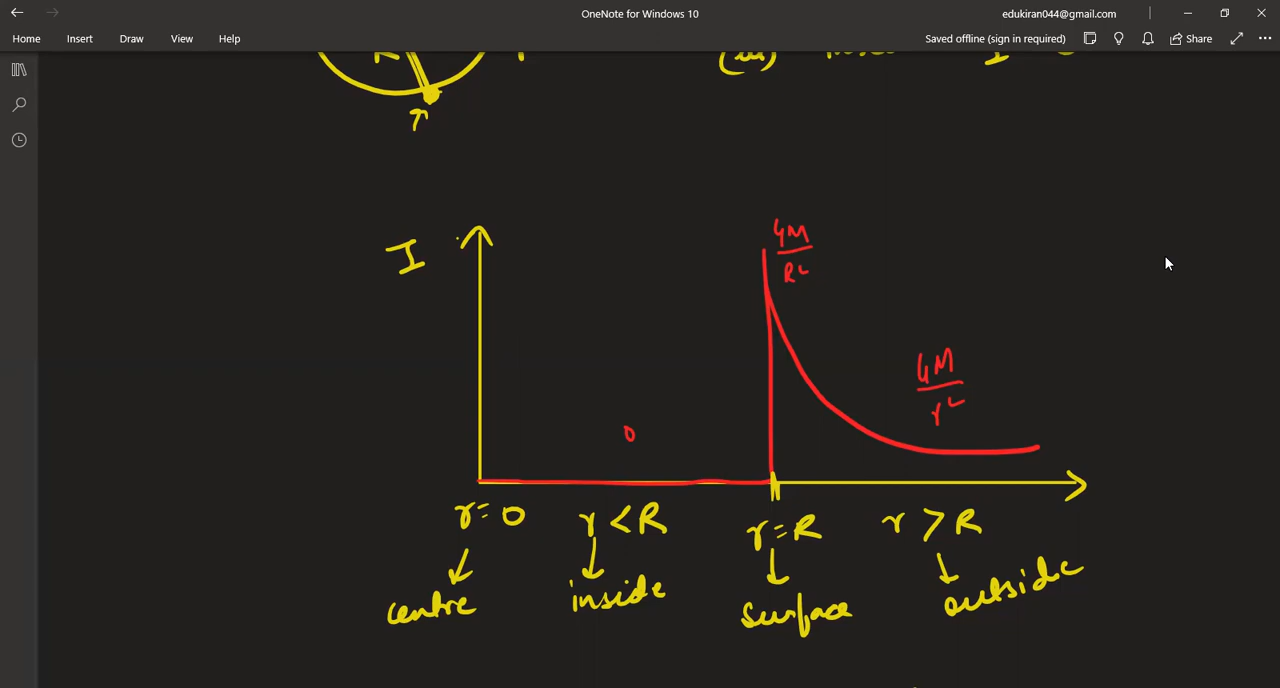 OneNote for Windows 10
edukiran044@gmail.com
Home Insert Draw View Help
Saved offline (sign in required)
Share
R
I
GM
R²
GM
r²
0
r=0 r<R r=R r>R
centre inside surface outside